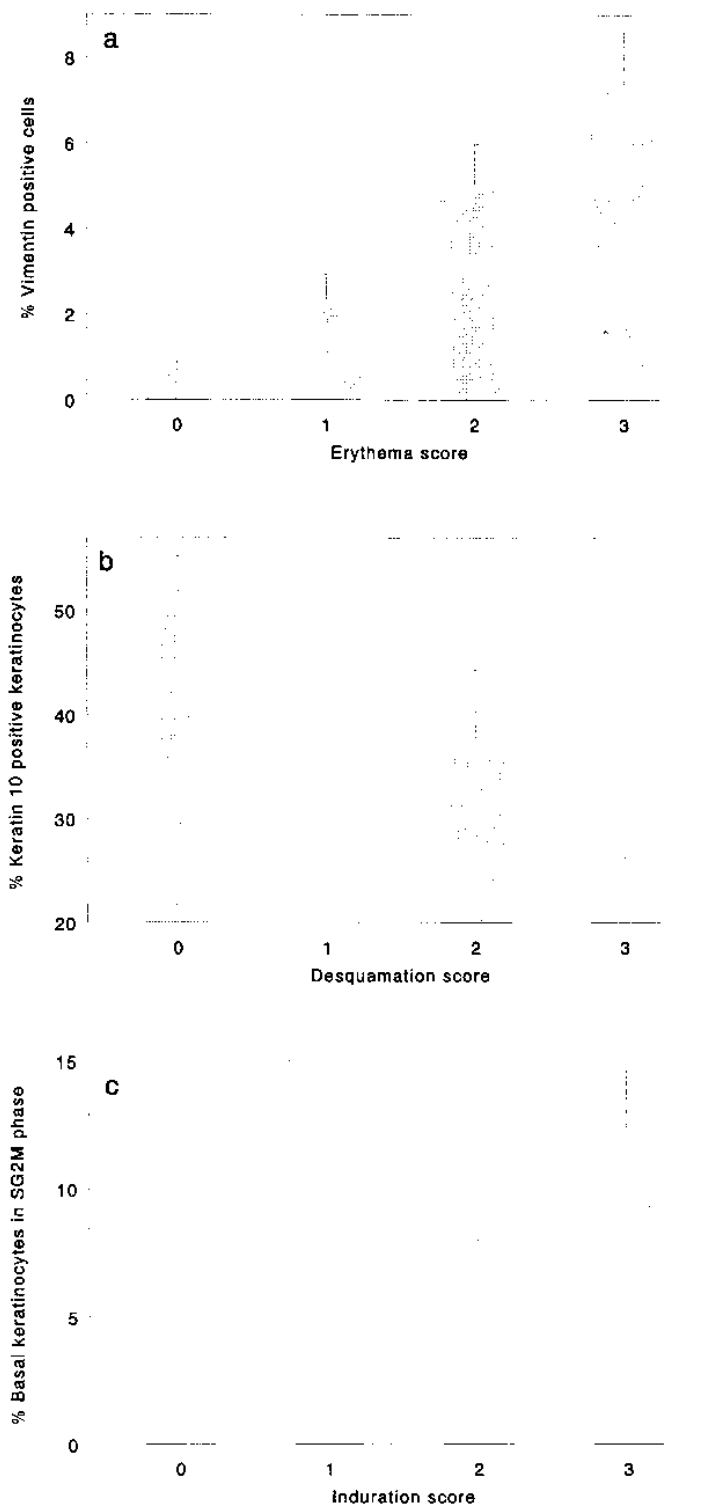 a
8
6
4
2
0
% Vimentin positive cells
0 1 2 3
Erythema score
b
50
40
30
20
% Keratin 10 positive keratinocytes
0 1 2 3
Desquamation score
15
c
10
5
0
% Basal keratinocytes in SG2M phase
0 1 2 3
Induration score